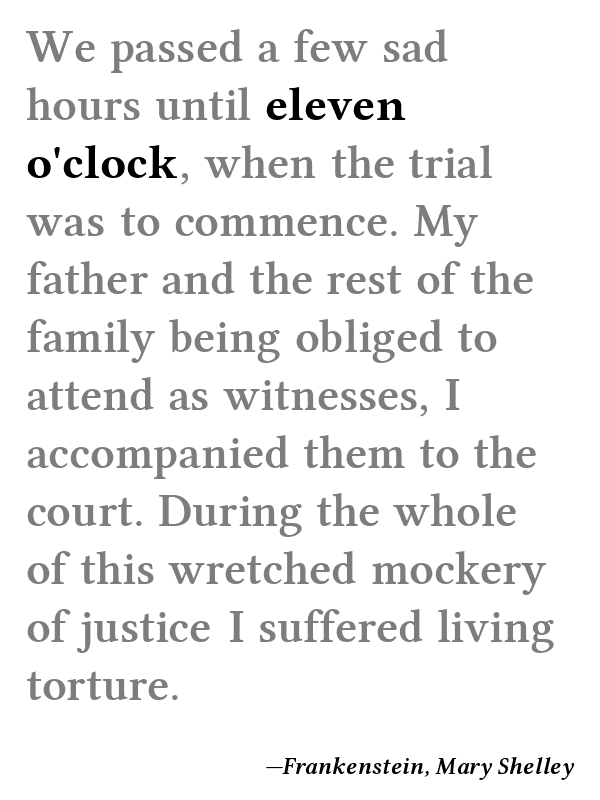 We passed a few sad
hours until eleven
o'clock, when the trial
was to commence. My
father and the rest of the
family being obliged to
attend as witnesses, I
accompanied them to the
court. During the whole
of this wretched mockery
of justice I suffered living
torture.
—Frankenstein, Mary Shelley